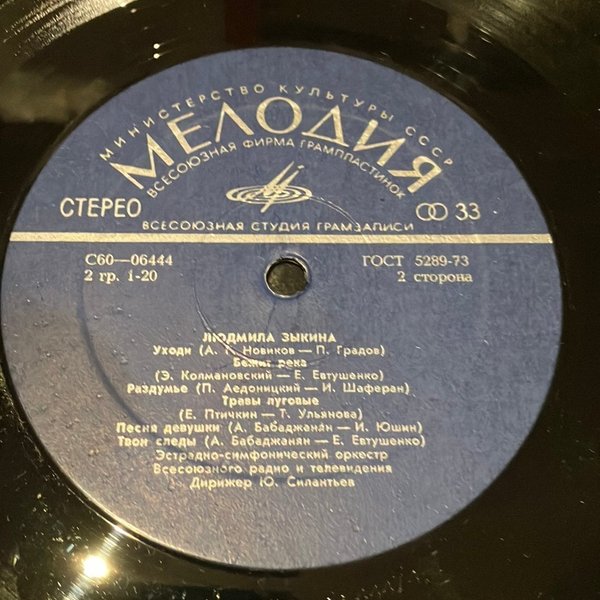 МИНИСТЕРСТВО КУЛЬТУРЫ СССР
МЕЛОДИЯ
ВСЕСОЮЗНАЯ ФИРМА ГРАМПЛАСТИНОК
СТЕРЕО
33
ВСЕСОЮЗНАЯ СТУДИЯ ГРАМЗАПИСИ
С60—06444
ГОСТ 5289-73
2 гр. 1-20
2 сторона
ЛЮДМИЛА ЗЫКИНА
Уходи (А. Новиков — П. Градов)
Бежит река
(Э. Колмановский — Е. Евтушенко)
Раздумье (П. Аедоницкий — И. Шаферан)
Травы луговые
(Е. Птичкин — Т. Ульянова)
Песня девушки (А. Бабаджанян — И. Юшин)
Твои следы (А. Бабаджанян — Е. Евтушенко)
Эстрадно-симфонический оркестр
Всесоюзного радио и телевидения
Дирижер Ю. Силантьев